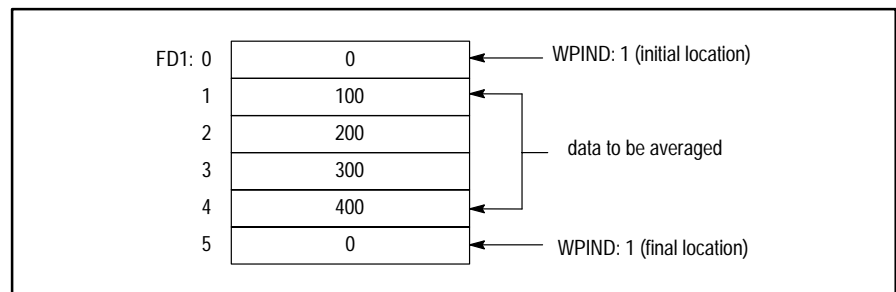 FD1: 0 0 WPIND: 1 (initial location)
1 100
2 200
data to be averaged
3 300
4 400
5 0 WPIND: 1 (final location)